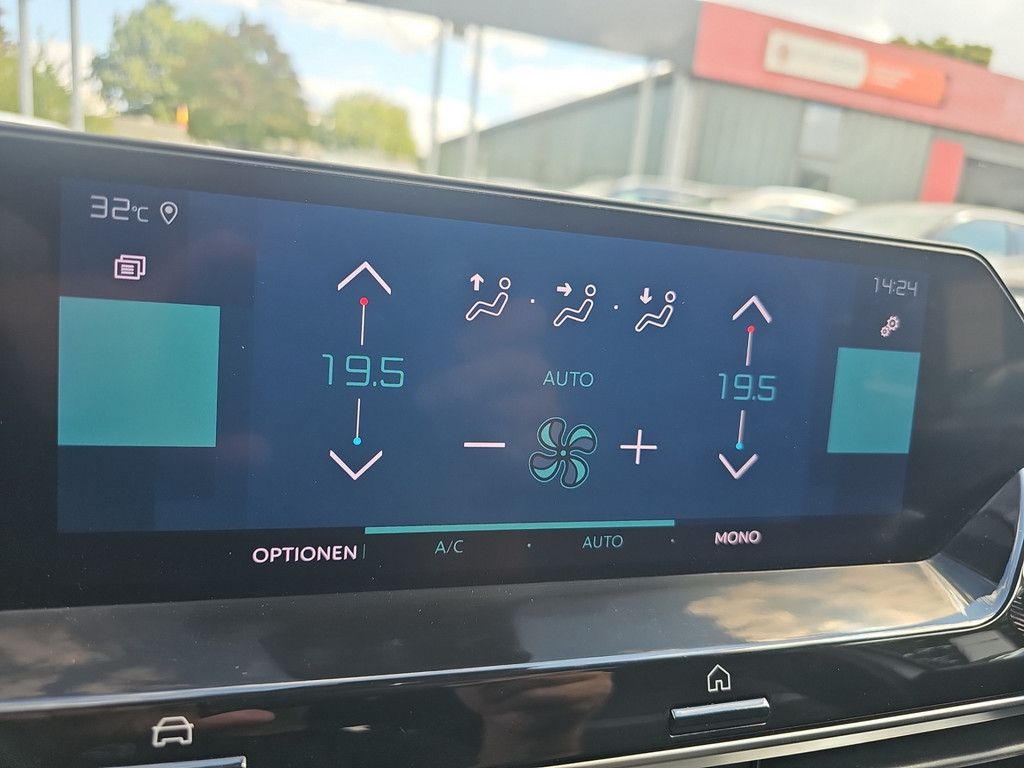 32°C
14:24
19.5
AUTO
19.5
OPTIONEN
A/C
AUTO
MONO